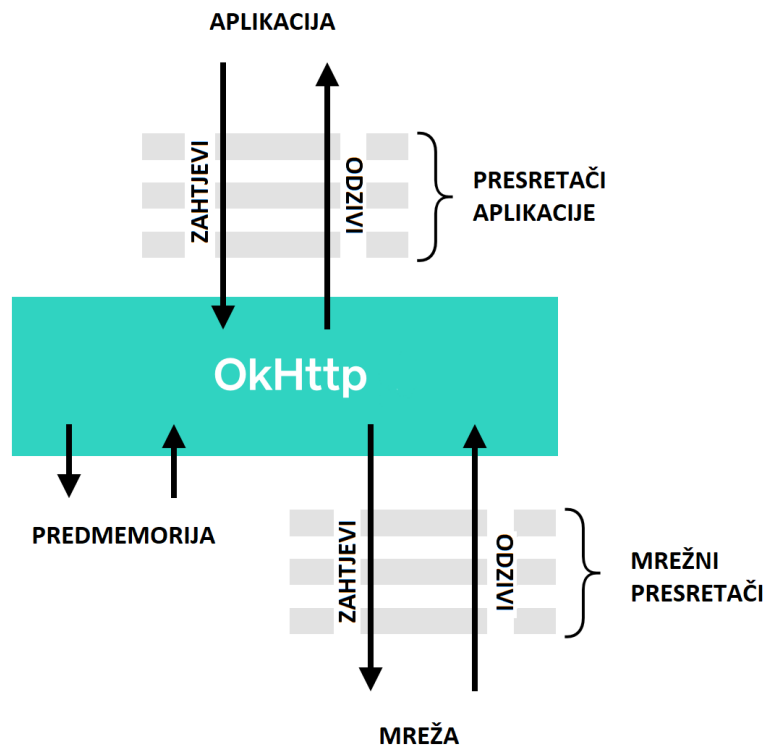 APLIKACIJA
ZAHTJEVI
ODZIVI
PRESRETAČI
APLIKACIJE
OkHttp
PREDMEMORIJA
ZAHTJEVI
ODZIVI
MREŽNI
PRESRETAČI
MREŽA